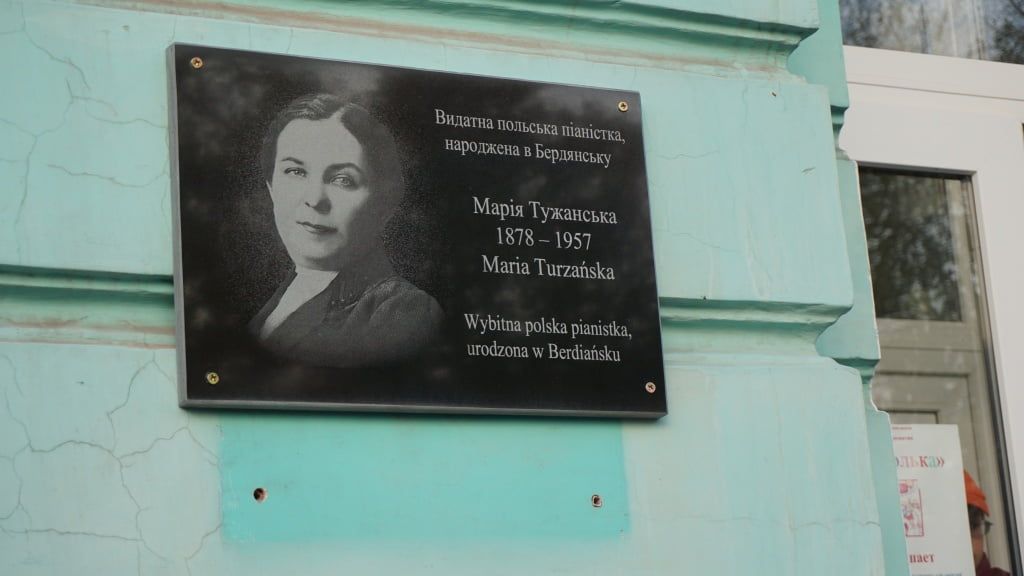 Видатна польська піаністка,
народжена в Бердянську
Марія Тужанська
1878 – 1957
Maria Turzańska
Wybitna polska pianistka,
urodzona w Berdiańsku